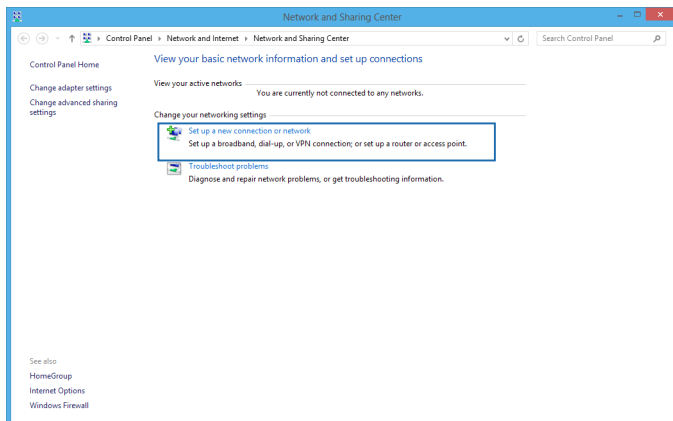 Network and Sharing Center
Control Panel Network and Internet Network and Sharing Center
Search Control Panel
Control Panel Home
Change adapter settings
Change advanced sharing
settings
View your basic network information and set up connections
View your active networks
You are currently not connected to any networks.
Change your networking settings
Set up a new connection or network
Set up a broadband, dial-up, or VPN connection; or set up a router or access point.
Troubleshoot problems
Diagnose and repair network problems, or get troubleshooting information.
See also
HomeGroup
Internet Options
Windows Firewall